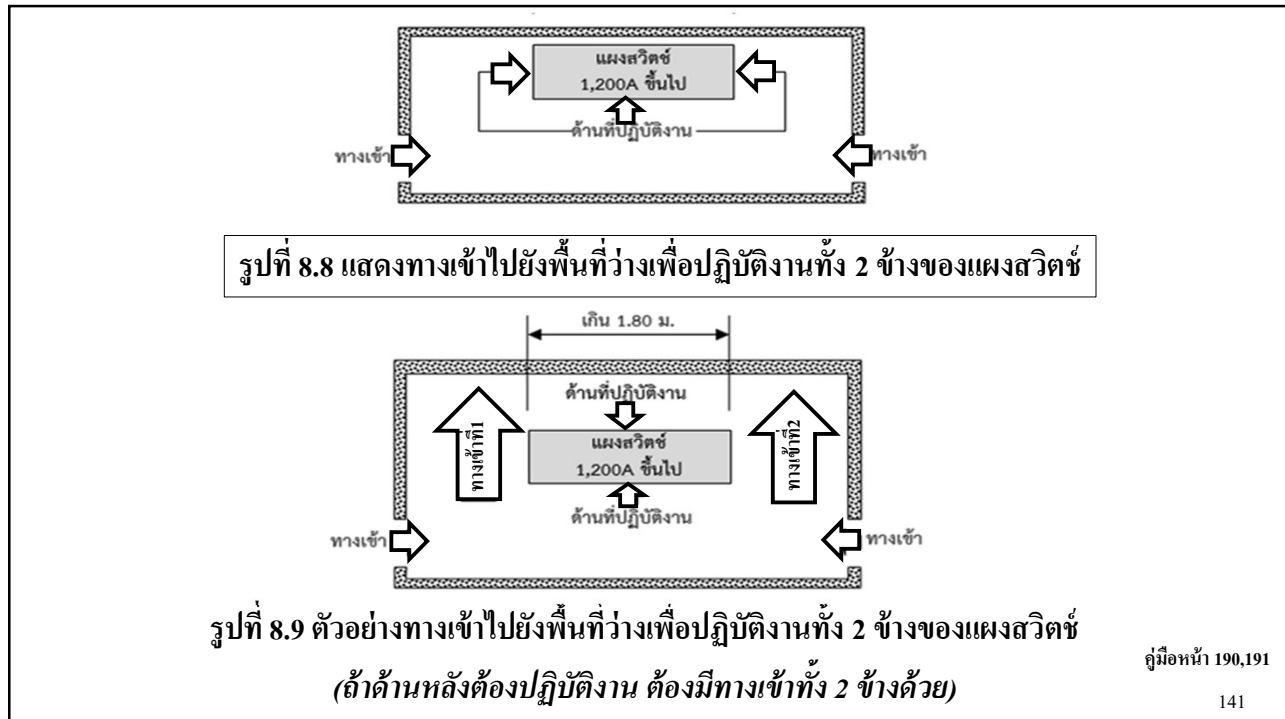 แผงสวิตช์
1,200A ขึ้นไป
ด้านที่ปฏิบัติงาน
ทางเข้า
ทางเข้า
รูปที่ 8.8 แสดงทางเข้าไปยังพื้นที่ว่างเพื่อปฏิบัติงานทั้ง 2 ข้างของแผงสวิตช์
เกิน 1.80 ม.
ด้านที่ปฏิบัติงาน
ทางเข้าที่1
แผงสวิตช์
1,200A ขึ้นไป
ทางเข้าที่2
ด้านที่ปฏิบัติงาน
ทางเข้า
ทางเข้า
รูปที่ 8.9 ตัวอย่างทางเข้าไปยังพื้นที่ว่างเพื่อปฏิบัติงานทั้ง 2 ข้างของแผงสวิตช์
(ถ้าด้านหลังต้องปฏิบัติงาน ต้องมีทางเข้าทั้ง 2 ข้างด้วย)
คู่มือหน้า 190,191
141